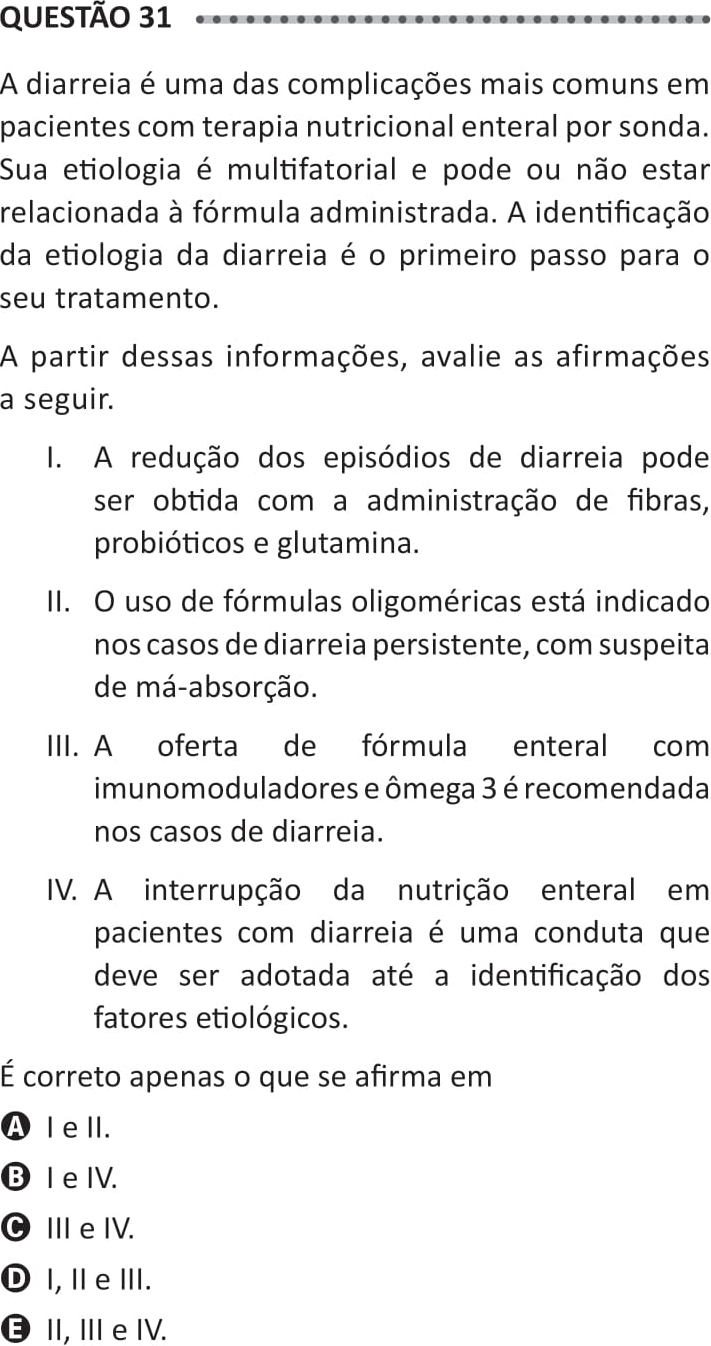 QUESTÃO 31
A diarreia é uma das complicações mais comuns em
pacientes com terapia nutricional enteral por sonda.
Sua etiologia é multifatorial e pode ou não estar
relacionada à fórmula administrada. A identificação
da etiologia da diarreia é o primeiro passo para o
seu tratamento.
A partir dessas informações, avalie as afirmações
a seguir.
I. A redução dos episódios de diarreia pode
ser obtida com a administração de fibras,
probióticos e glutamina.
II. O uso de fórmulas oligoméricas está indicado
nos casos de diarreia persistente, com suspeita
de má-absorção.
III. A oferta de fórmula enteral com
imunomoduladores e ômega 3 é recomendada
nos casos de diarreia.
IV. A interrupção da nutrição enteral em
pacientes com diarreia é uma conduta que
deve ser adotada até a identificação dos
fatores etiológicos.
É correto apenas o que se afirma em
A I e II.
B I e IV.
C III e IV.
D I, II e III.
E II, III e IV.